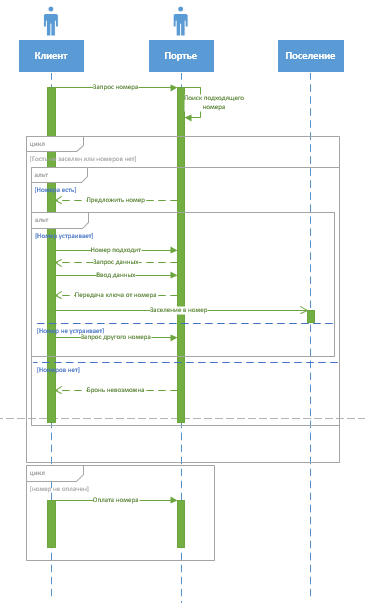 Клиент
Портье
Поселение
Запрос номера
Поиск подходящего
номера
цикл
[Гость не заселен или номеров нет]
альт
[Номера есть]
Предложить номер
альт
[Номер устраивает]
Номер подходит
Запрос данных
Ввод данных
Передача ключа от номера
Заселение в номер
[Номер не устраивает]
Запрос другого номера
[Номеров нет]
Бронь невозможна
цикл
[номер не оплачен]
Оплата номера